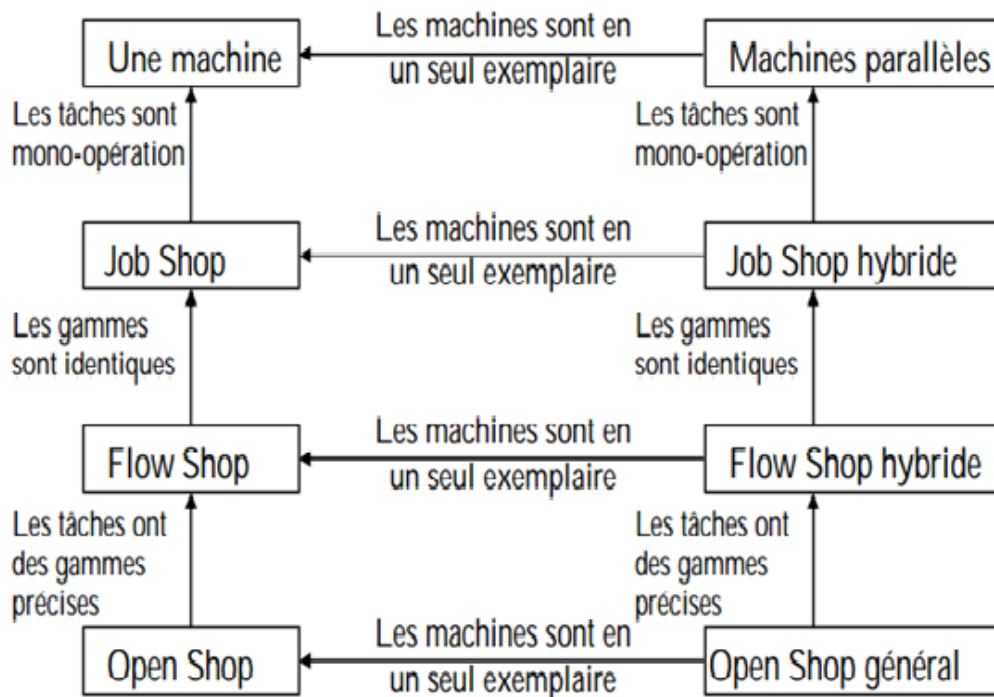 Les machines sont en
Une machine
un seul exemplaire
Machines parallèles
Les tâches sont
mono-opération
Les tâches sont
mono-opération
Les machines sont en
Job Shop
un seul exemplaire
Job Shop hybride
Les gammes
sont identiques
Les gammes
sont identiques
Les machines sont en
Flow Shop
un seul exemplaire
Flow Shop hybride
Les tâches ont
des gammes
précises
Les tâches ont
des gammes
précises
Les machines sont en
Open Shop
un seul exemplaire
Open Shop général